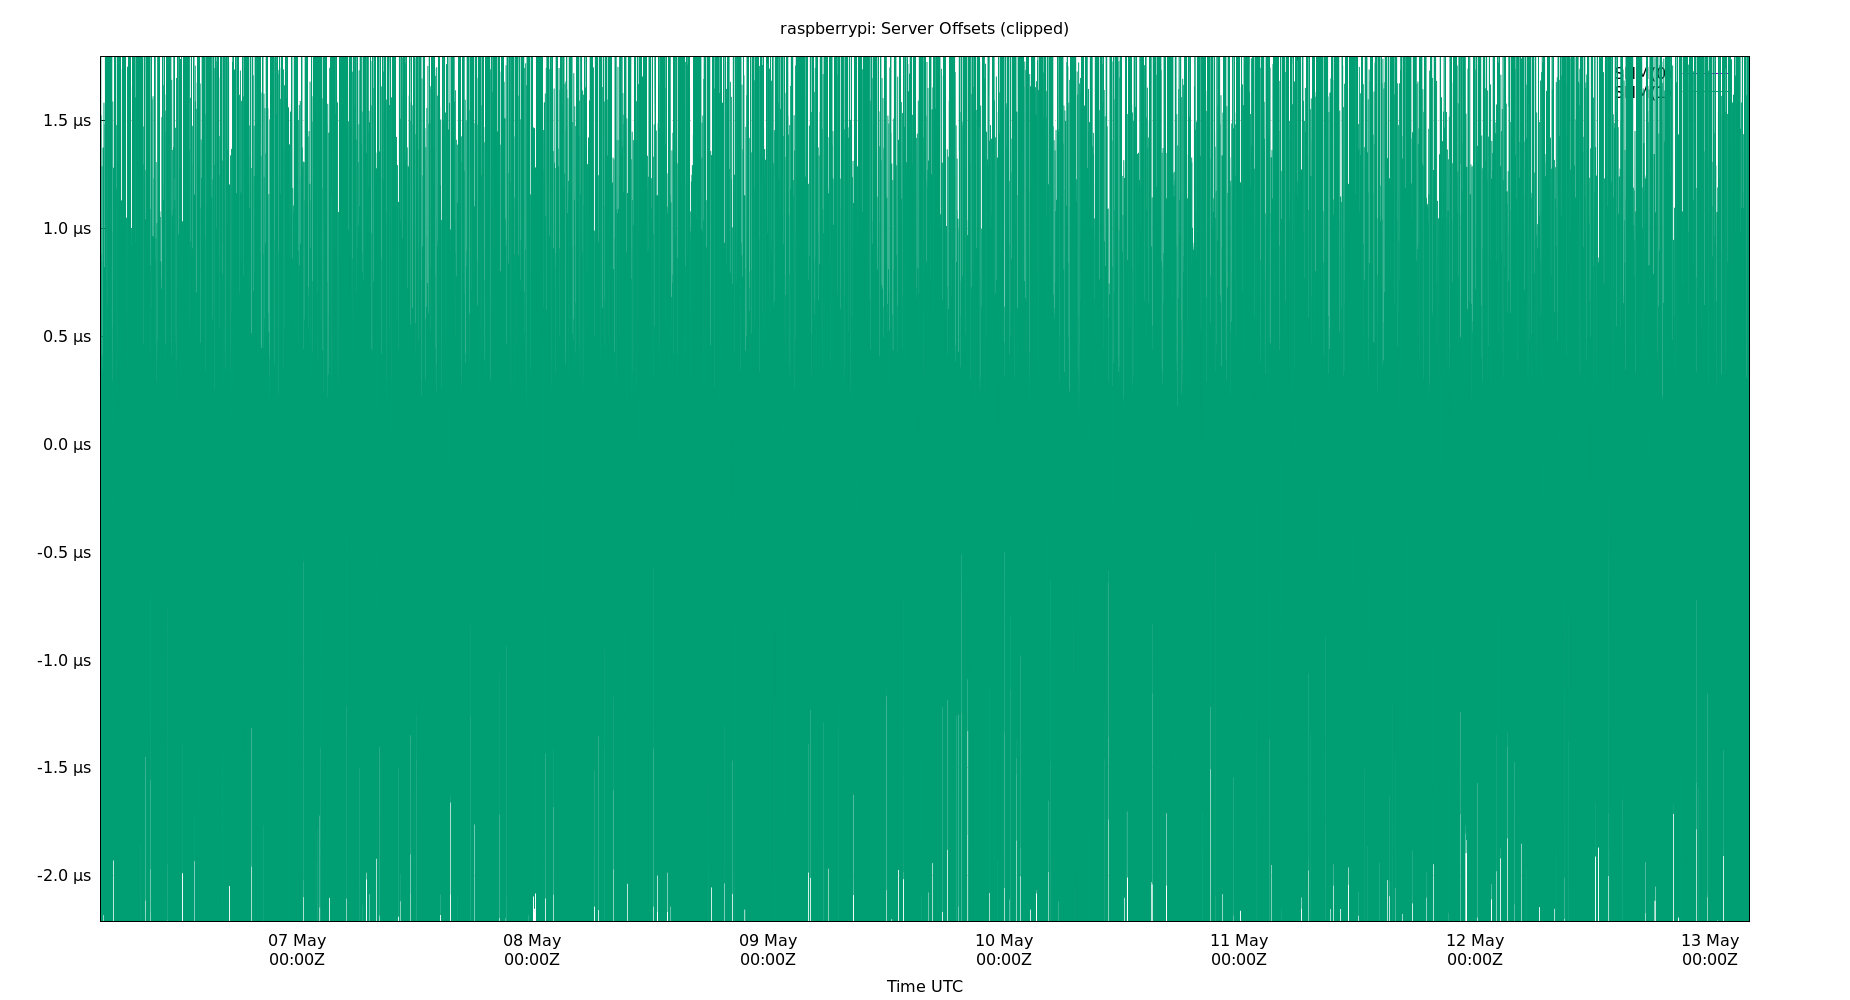 raspberrypi: Server Offsets (clipped)
1.5 µs
1.0 µs
0.5 µs
0.0 µs
-0.5 µs
-1.0 µs
-1.5 µs
-2.0 µs
07 May 08 May 09 May 10 May 11 May 12 May 13 May
00:00Z 00:00Z 00:00Z 00:00Z 00:00Z 00:00Z 00:00Z
Time UTC